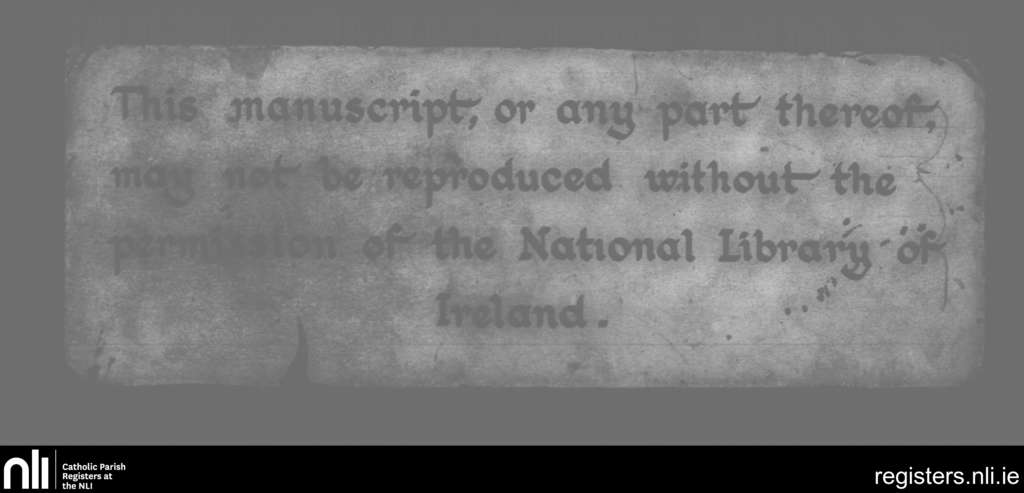 This manuscript, or any part thereof,
may not be reproduced without the
permission of the National Library of
Ireland.
nli
Catholic Parish
Registers at
the NLI
registers.nli.ie